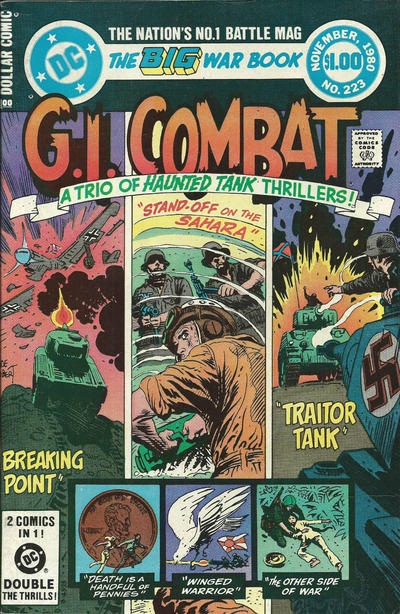 DOLLAR COMIC
DC
THE NATION'S NO.1 BATTLE MAG
THE BIG WAR BOOK
NOVEMBER, 1980
$1.00
NO. 223
G.I. COMBAT
APPROVED
BY THE
COMICS
CODE
AUTHORITY
A TRIO OF HAUNTED TANK THRILLERS!
"STAND-OFF ON THE
SAHARA"
BREAKING
POINT"
"TRAITOR
TANK"
2 COMICS
IN 1!
DC
DOUBLE
THE THRILLS!
"DEATH IS A
HANDFUL OF
PENNIES"
"WINGED
WARRIOR"
"THE OTHER SIDE
OF WAR"